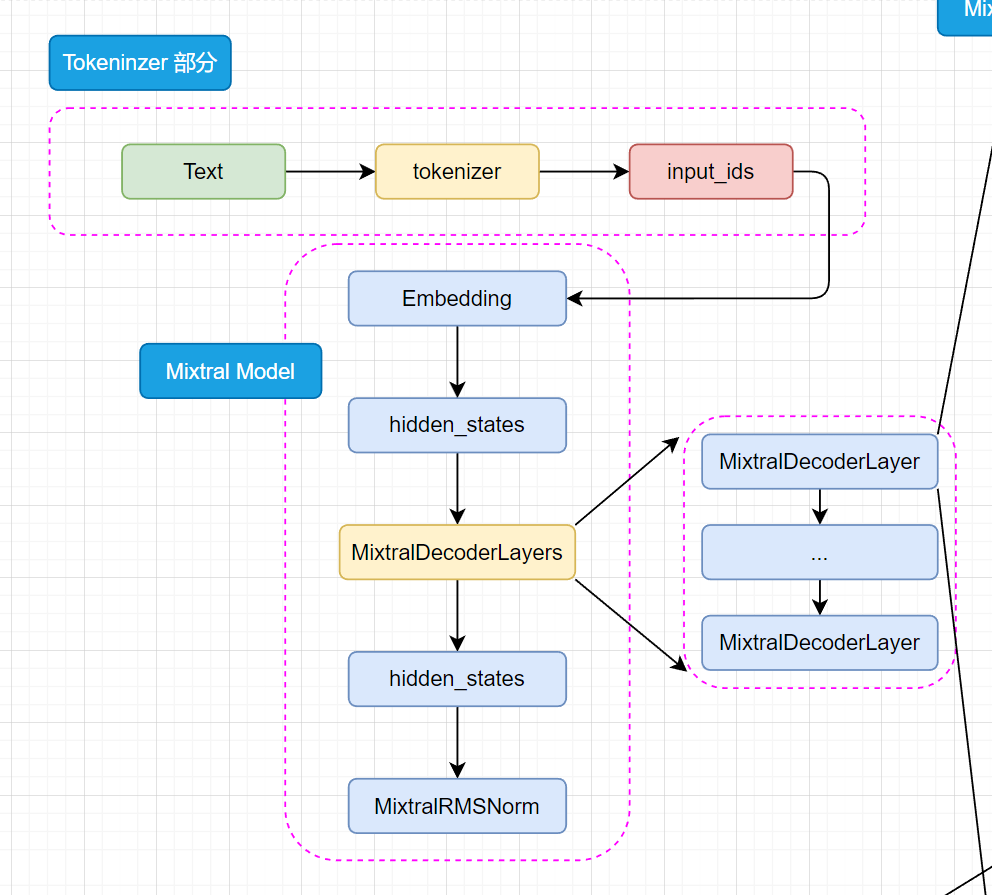 Mix
Tokeninzer 部分
Text
tokenizer
input_ids
Embedding
Mixtral Model
hidden_states
MixtralDecoderLayers
hidden_states
MixtralRMSNorm
MixtralDecoderLayer
...
MixtralDecoderLayer